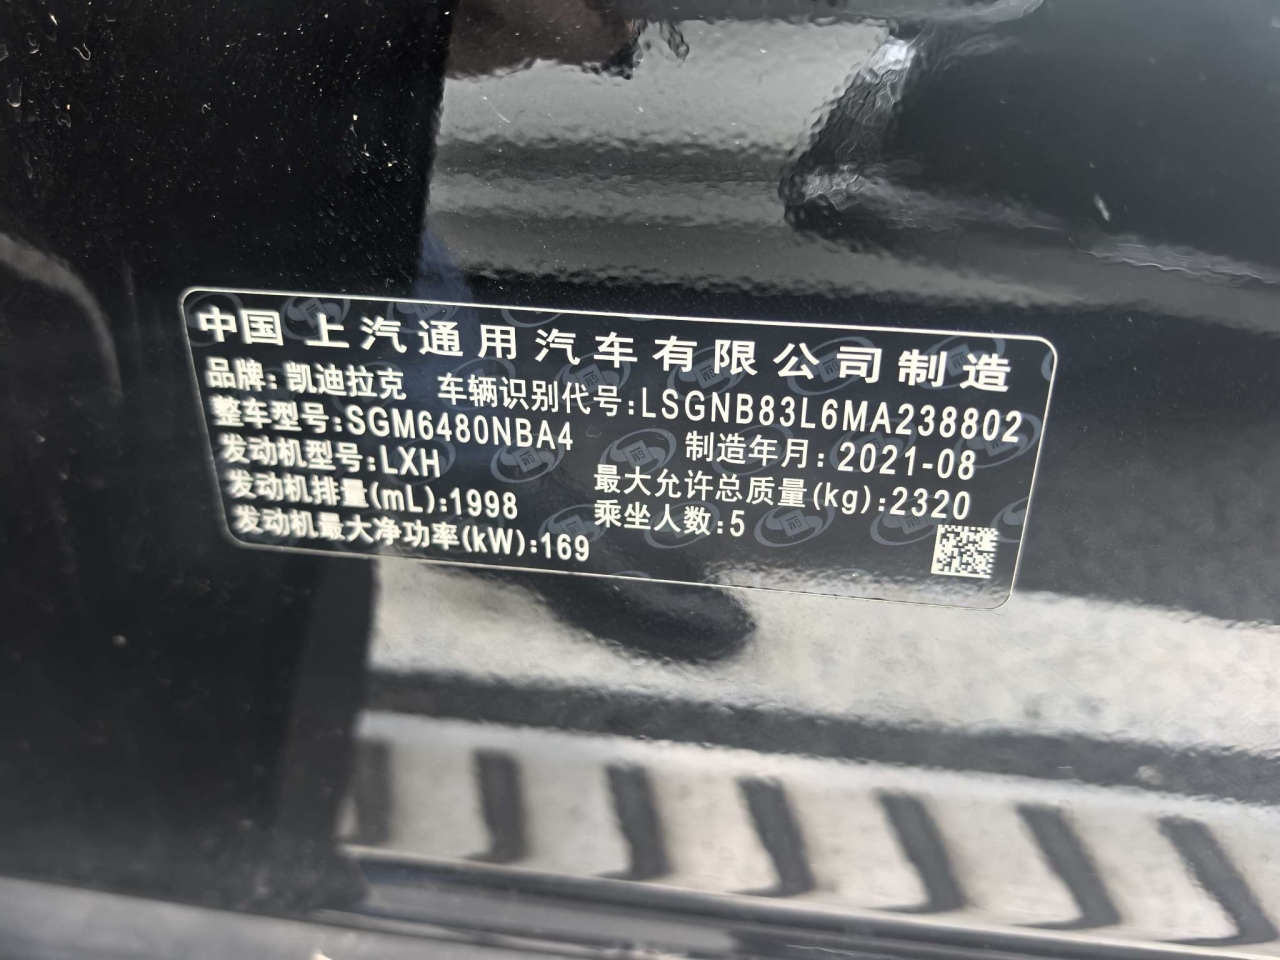 中国 上汽通用汽车有限公司制造
品牌:凯迪拉克 车辆识别代号:LSGNB83L6MA238802
整车型号:SGM6480NBA4 制造年月:2021-08
发动机型号:LXH 最大允许总质量(kg):2320
发动机排量(mL):1998 乘坐人数:5
发动机最大净功率(kW):169